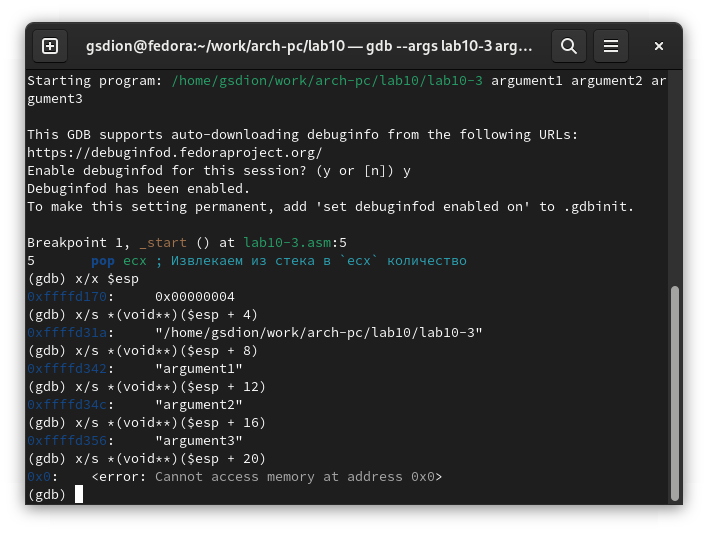 gsdion@fedora:~/work/arch-pc/lab10 — gdb --args lab10-3 arg…
Starting program: /home/gsdion/work/arch-pc/lab10/lab10-3 argument1 argument2 ar
gument3
This GDB supports auto-downloading debuginfo from the following URLs:
https://debuginfod.fedoraproject.org/
Enable debuginfod for this session? (y or [n]) y
Debuginfod has been enabled.
To make this setting permanent, add 'set debuginfod enabled on' to .gdbinit.
Breakpoint 1, _start () at lab10-3.asm:5
5       pop ecx ; Извлекаем из стека в `ecx` количество
(gdb) x/x $esp
0xffffd170:     0x00000004
(gdb) x/s *(void**)($esp + 4)
0xffffd31a:     "/home/gsdion/work/arch-pc/lab10/lab10-3"
(gdb) x/s *(void**)($esp + 8)
0xffffd342:     "argument1"
(gdb) x/s *(void**)($esp + 12)
0xffffd34c:     "argument2"
(gdb) x/s *(void**)($esp + 16)
0xffffd356:     "argument3"
(gdb) x/s *(void**)($esp + 20)
0x0:    <error: Cannot access memory at address 0x0>
(gdb)